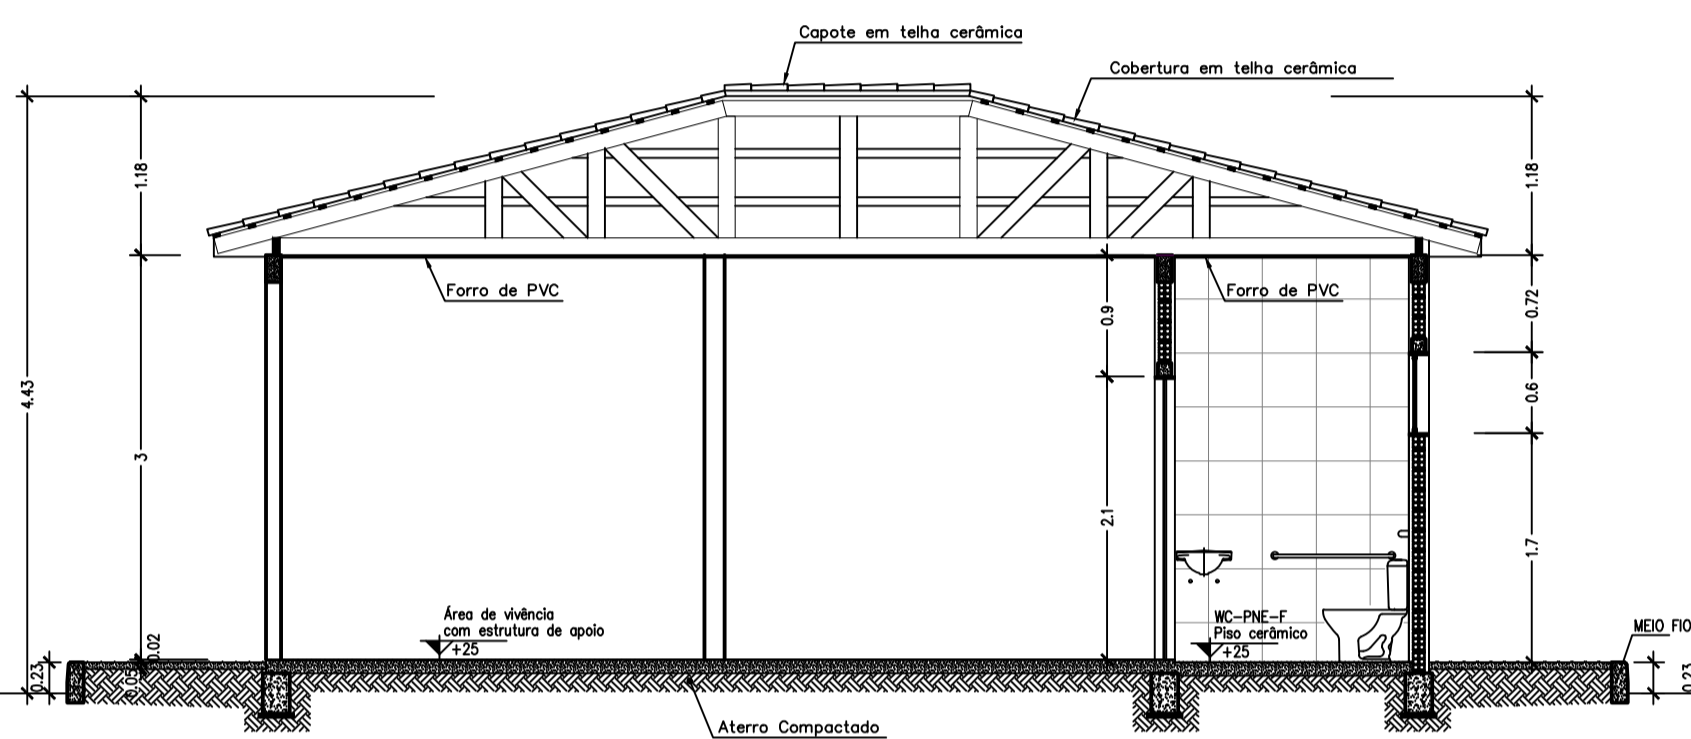 Capote em telha cerâmica
Cobertura em telha cerâmica
1.18
1.18
4.43
Forro de PVC
Forro de PVC
0.9
0.72
0.6
3
2.1
1.7
Área de vivência
com estrutura de apoio
+25
WC-PNE-F
Piso cerâmico
+25
MEIO FIO
0.02
0.23
0.05
0.23
Aterro Compactado